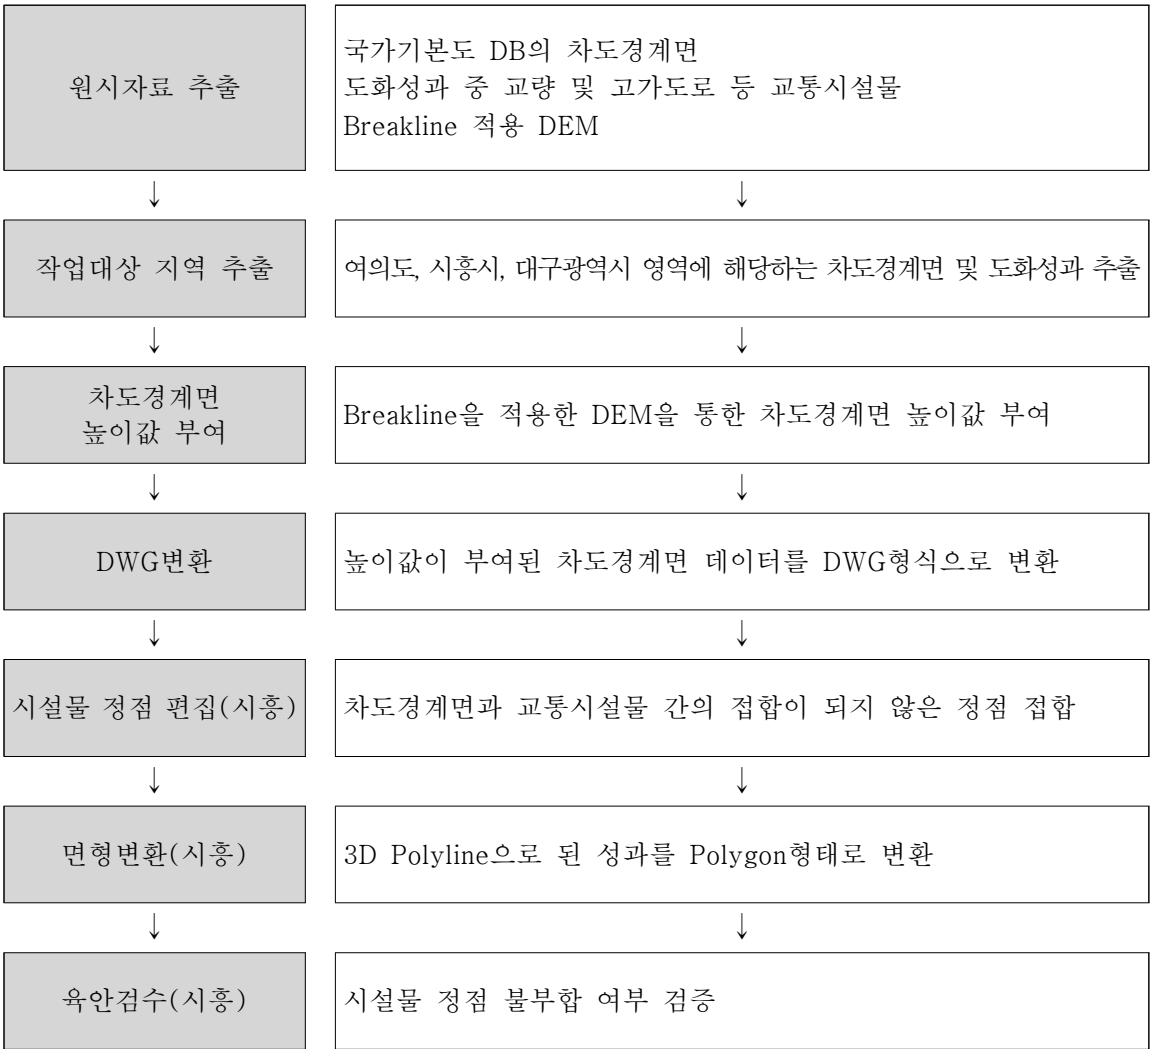 원시자료 추출
국가기본도 DB의 차도경계면
도화성과 중 교량 및 고가도로 등 교통시설물
Breakline 적용 DEM
↓ ↓
작업대상 지역 추출
여의도, 시흥시, 대구광역시 영역에 해당하는 차도경계면 및 도화성과 추출
↓ ↓
차도경계면
높이값 부여
Breakline을 적용한 DEM을 통한 차도경계면 높이값 부여
↓ ↓
DWG변환
높이값이 부여된 차도경계면 데이터를 DWG형식으로 변환
↓ ↓
시설물 정점 편집(시흥)
차도경계면과 교통시설물 간의 접합이 되지 않은 정점 접합
↓ ↓
면형변환(시흥)
3D Polyline으로 된 성과를 Polygon형태로 변환
↓ ↓
육안검수(시흥)
시설물 정점 불부합 여부 검증